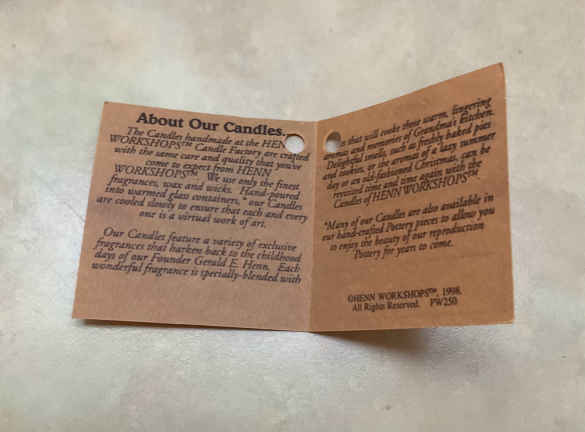 About Our Candles.
The Candles handmade at the HENN
WORKSHOPS™ Candle Factory are crafted
with the same care and quality that you've
come to expect from HENN
WORKSHOPS™. We use only the finest
fragrances, wax and wicks. Hand-poured
into warmed glass containers,* our Candles
are cooled slowly to ensure that each and every
one is a virtual work of art.
Our Candles feature a variety of exclusive
fragrances that harken back to the childhood
days of our Founder Gerald E. Henn. Each
wonderful fragrance is specially-blended with
that will evoke those warm, lingering
aromas and memories of Grandma's Kitchen.
Delightful smells, such as freshly baked pies
and cookies, or the aromas of a lazy summer
day or an old-fashioned Christmas, can be
revisited time and time again with the
Candles of HENN WORKSHOPS™.
*Many of our Candles are also available in
our hand-crafted Pottery pieces to allow you
to enjoy the beauty of our reproduction
Pottery for years to come.
©HENN WORKSHOPS™, 1998.
All Rights Reserved. PW250